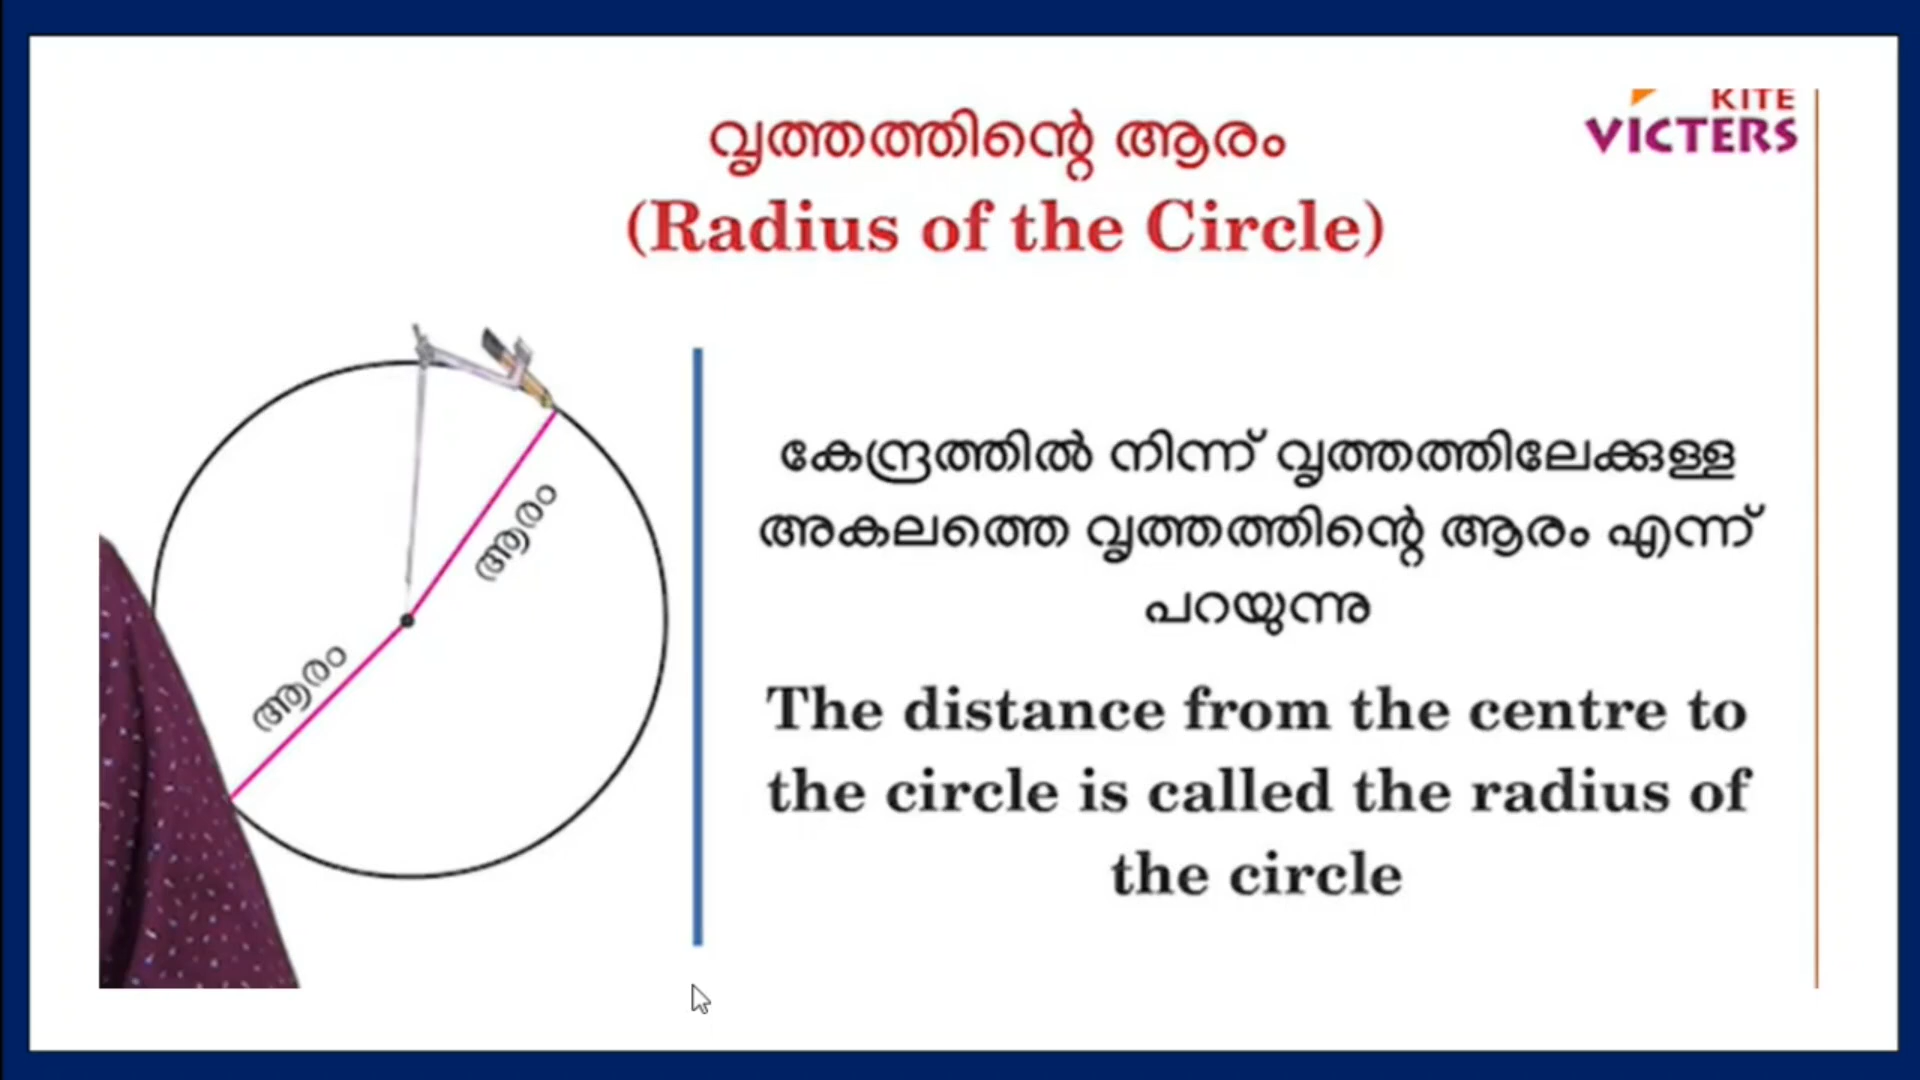 വൃത്തത്തിന്റെ ആരം
(Radius of the Circle)
KITE
VICTERS
ആരം
ആരം
കേന്ദ്രത്തിൽ നിന്ന് വൃത്തത്തിലേക്കുള്ള
അകലത്തെ വൃത്തത്തിന്റെ ആരം എന്ന്
പറയുന്നു
The distance from the centre to
the circle is called the radius of
the circle